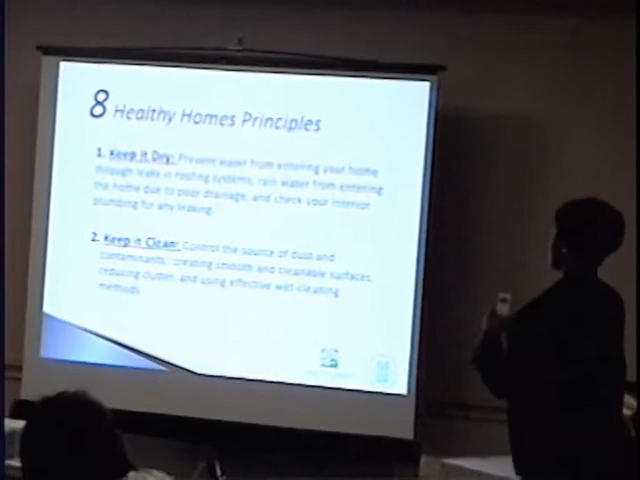 8 Healthy Homes Principles
1. Keep it Dry: Prevent water from entering your home
through leaks in roofing systems, rain water from entering
the home due to poor drainage, and check your interior
plumbing for any leaking.
2. Keep it Clean: Control the source of dust and
contaminants, creating smooth and cleanable surfaces,
reducing clutter, and using effective wet-cleaning
methods.